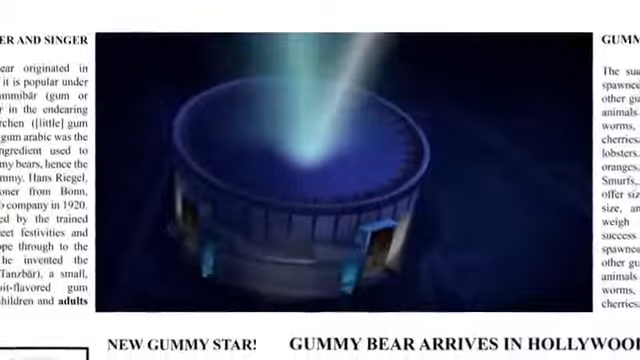 ER AND SINGER
ear originated in
it is popular under
ummibär (gum or
r in the endearing
rchen ([little] gum
gum arabic was the
ngredient used to
my bears, hence the
mmy. Hans Riegel,
oner from Bonn,
o company in 1920.
ed by the trained
eet festivities and
ope through to the
he invented the
Tanzbär), a small,
uit-flavored gum
hildren and adults
GUMM
The suc
spawned
other gu
animals
worms,
cherries,
lobsters,
oranges,
Smurfs,
offer siz
size, an
weigh
success
spawned
other gu
animals
worms,
cherries
NEW GUMMY STAR!
GUMMY BEAR ARRIVES IN HOLLYWOO